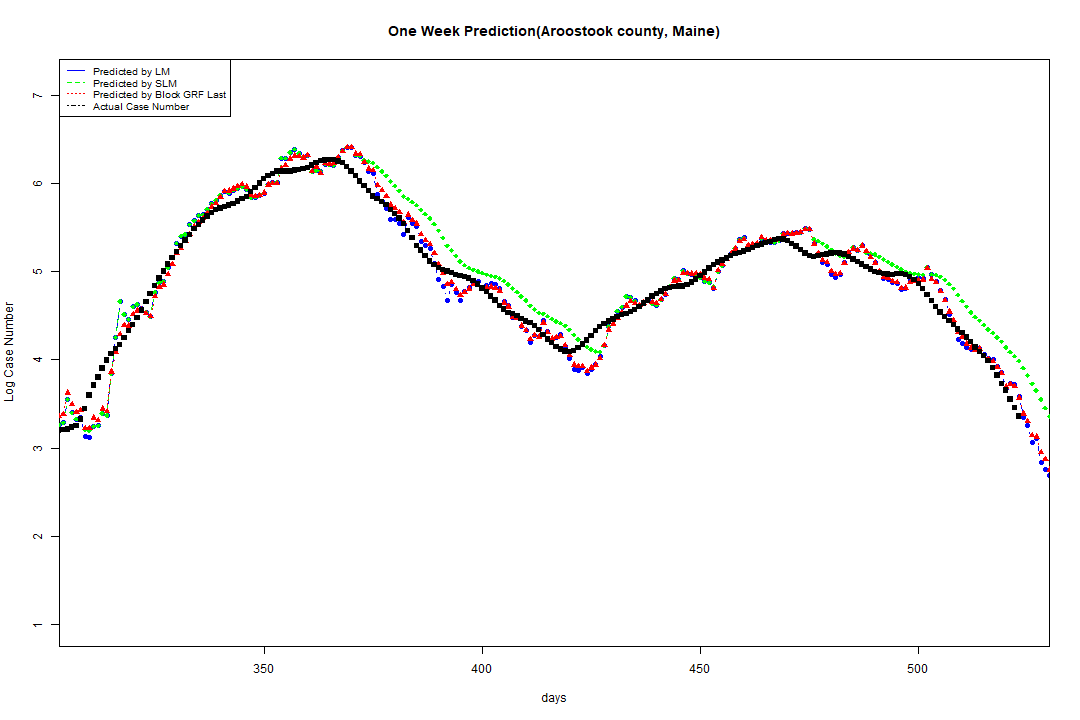 One Week Prediction(Aroostook county, Maine)
Predicted by LM
Predicted by SLM
Predicted by Block GRF Last
Actual Case Number
7
6
5
4
3
2
1
Log Case Number
350 400 450 500
days